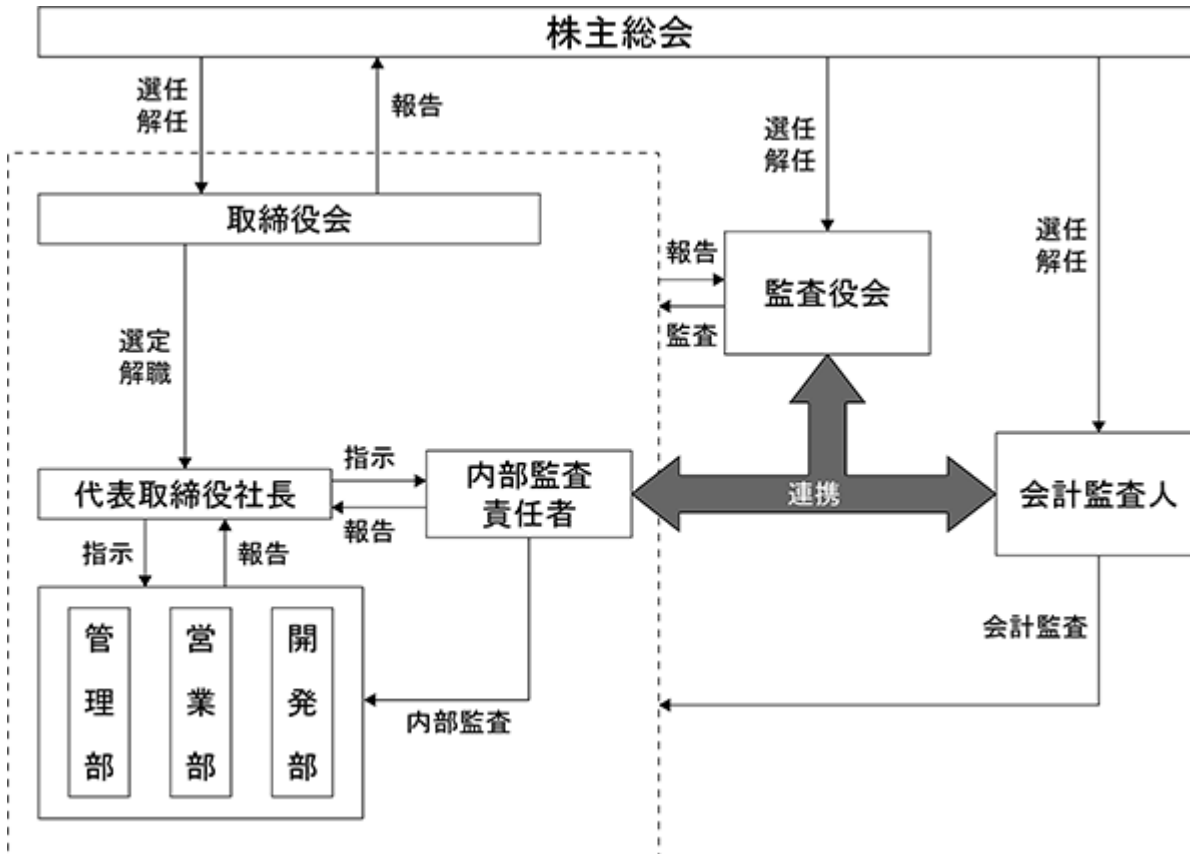 株主総会
選任
解任
報告
選任
解任
選任
解任
取締役会
報告
監査役会
監査
選定
解職
代表取締役社長
指示
報告
内部監査
責任者
連携
会計監査人
指示
報告
管理部
営業部
開発部
内部監査
会計監査